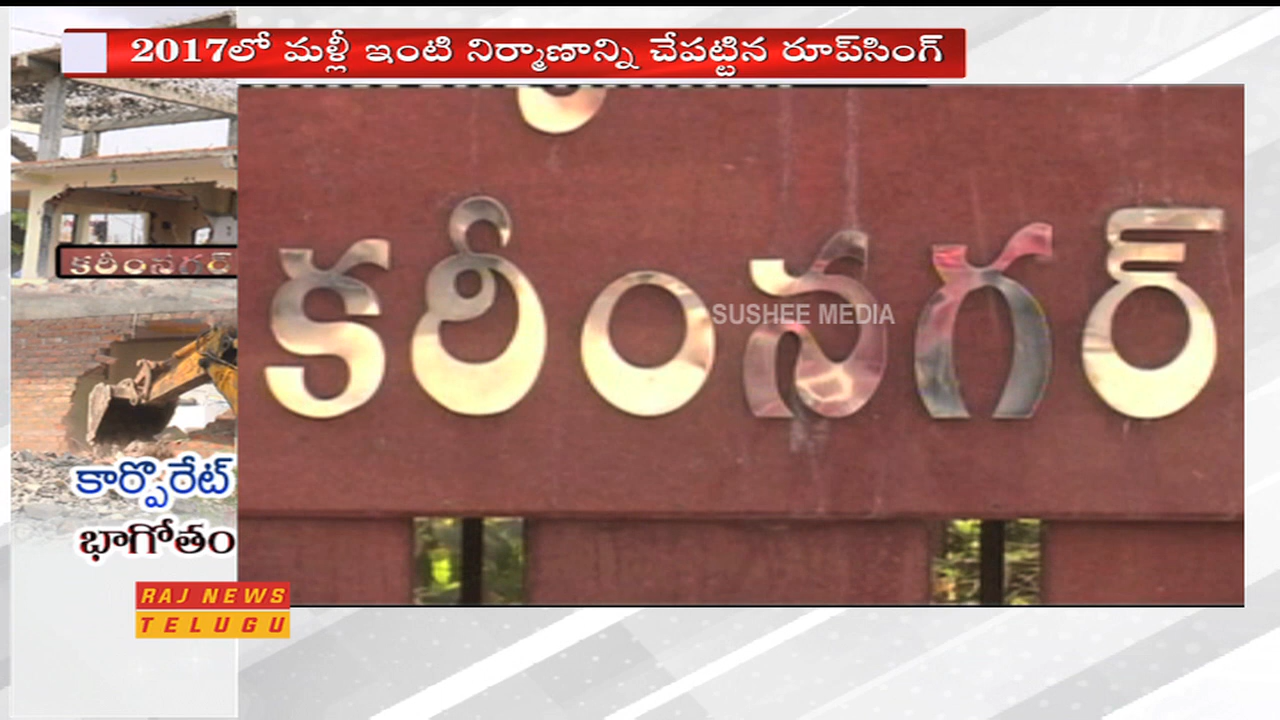 2017లో మళ్లీ ఇంటి నిర్మాణాన్ని చేపట్టిన రూప్‌సింగ్
కరీంనగర్
కరీంనగర్
SUSHEE MEDIA
కార్పొరేట్
భాగోతం
RAJ NEWS
TELUGU